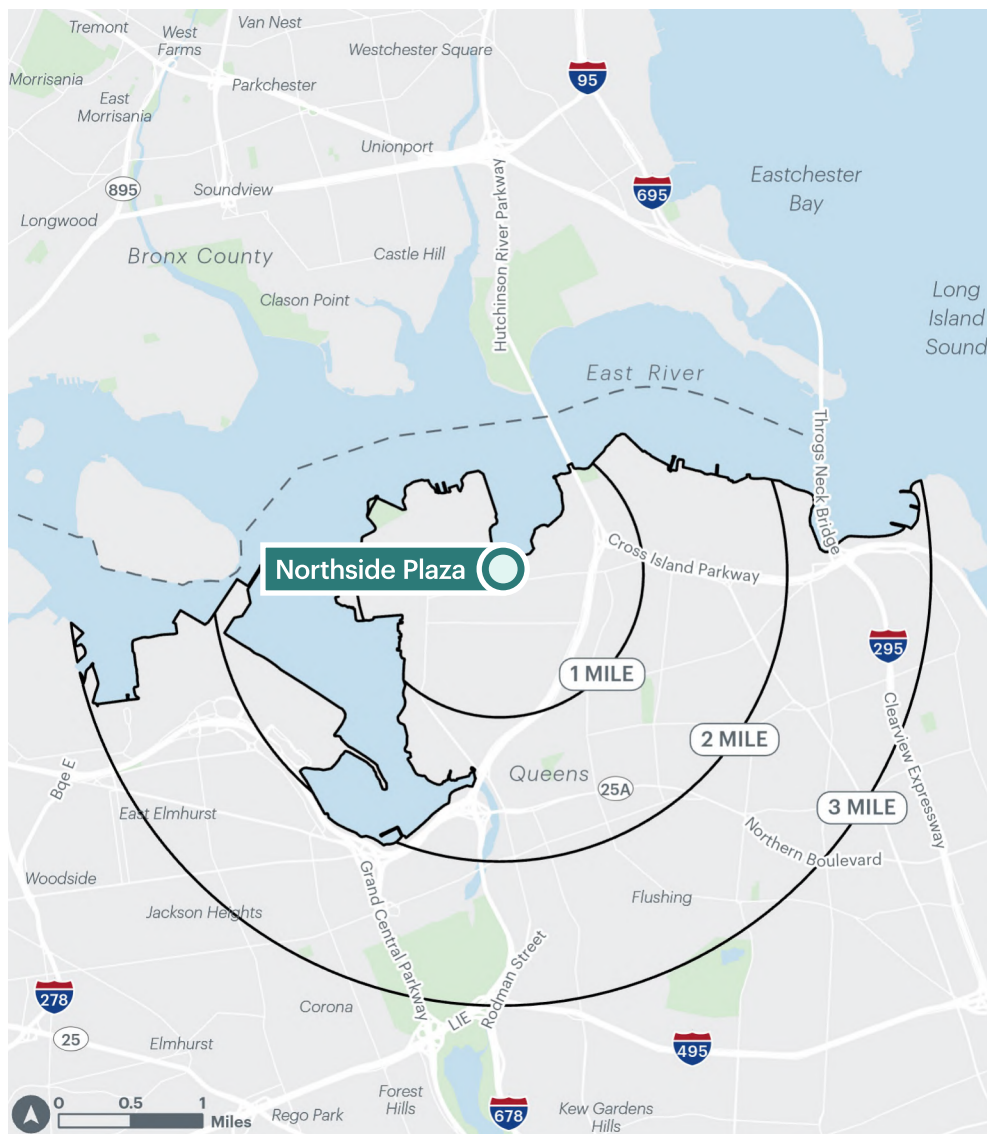 Tremont
West
Farms
Van Nest
Westchester Square
Morrisania
East
Morrisania
Parkchester
95
Unionport
895
Soundview
695
Eastchester
Bay
Longwood
Hutchinson River Parkway
Bronx County
Castle Hill
Clason Point
Long
Island
Sound
East River
Throgs Neck Bridge
Northside Plaza
Cross Island Parkway
1 MILE
295
2 MILE
Bqe E
Queens
25A
Clearview Expressway
3 MILE
East Elmhurst
Northern Boulevard
Woodside
Jackson Heights
Grand Central Parkway
Flushing
Rodman Street
278
Corona
LIE
25
Elmhurst
495
Forest
Hills
0 0.5 1
Miles
Rego Park
678
Kew Gardens
Hills